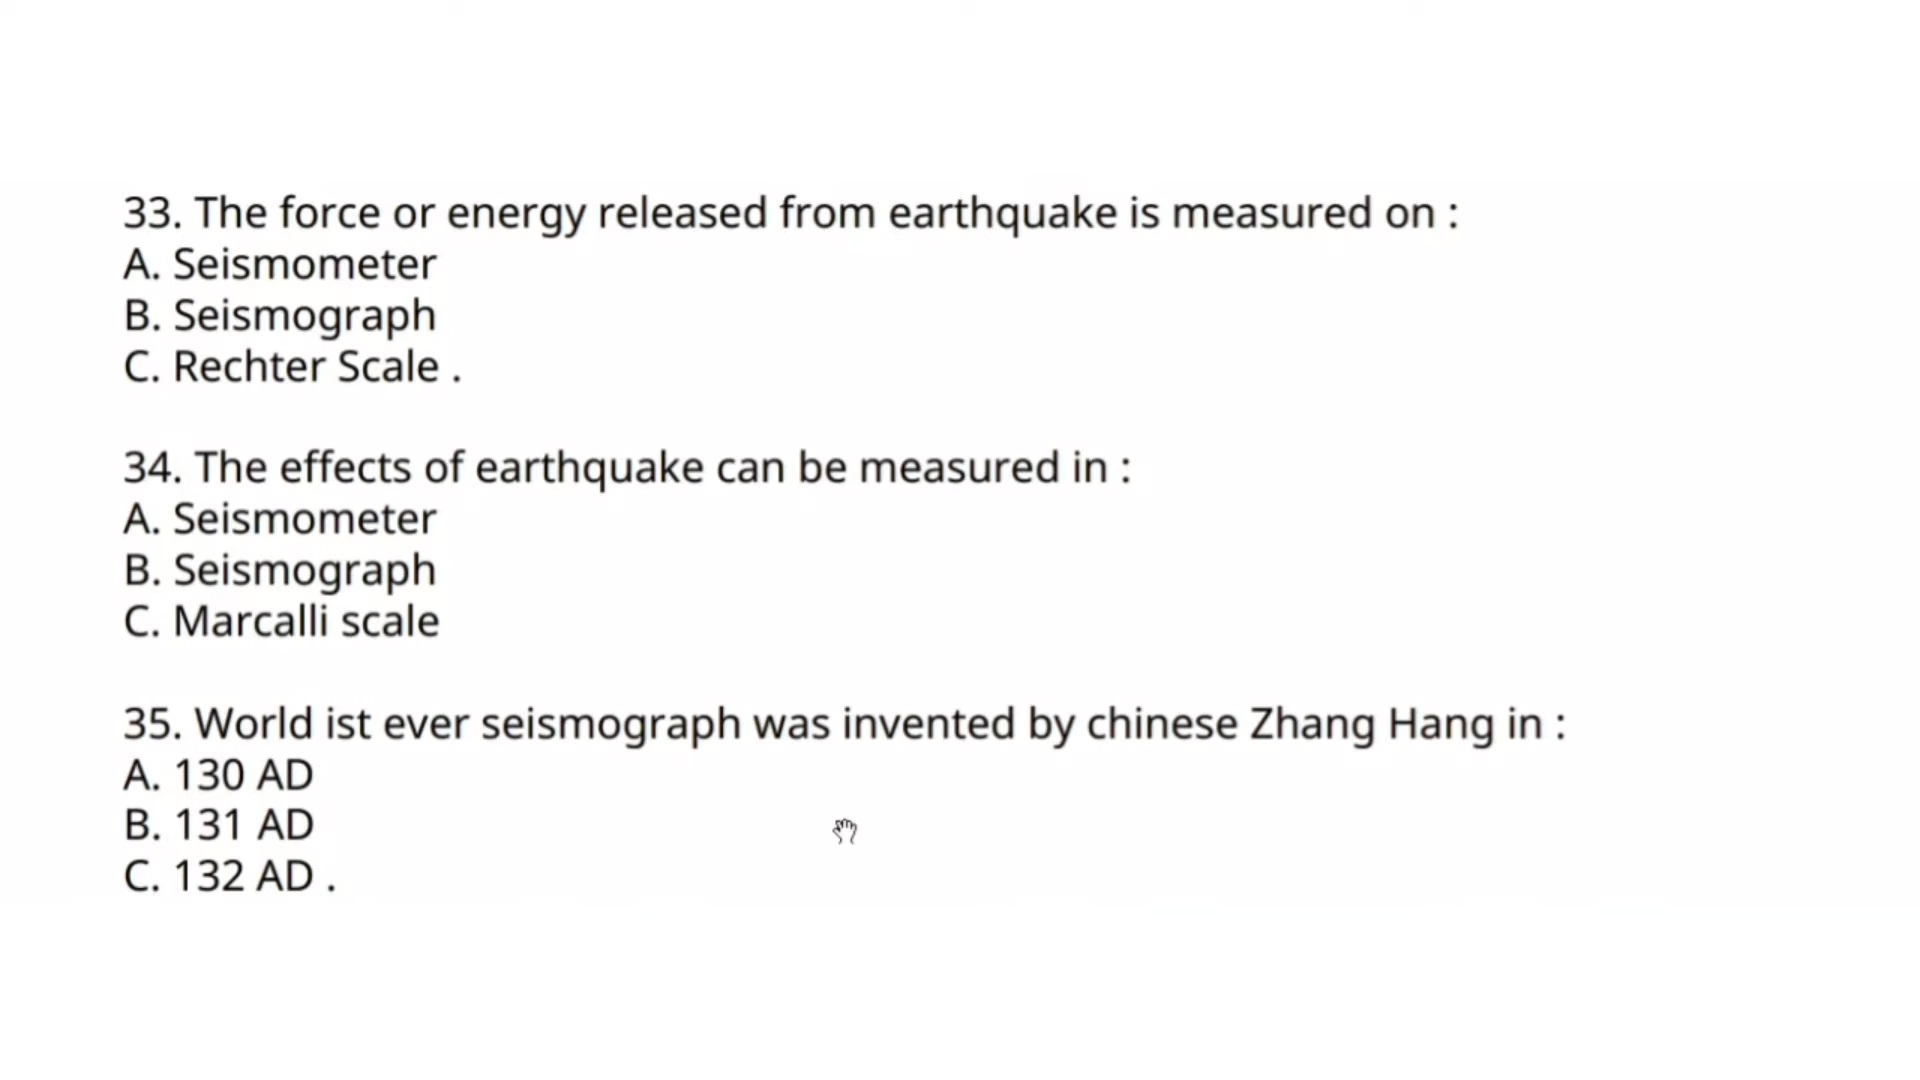 33. The force or energy released from earthquake is measured on :
A. Seismometer
B. Seismograph
C. Rechter Scale .
34. The effects of earthquake can be measured in :
A. Seismometer
B. Seismograph
C. Marcalli scale
35. World ist ever seismograph was invented by chinese Zhang Hang in :
A. 130 AD
B. 131 AD
C. 132 AD .